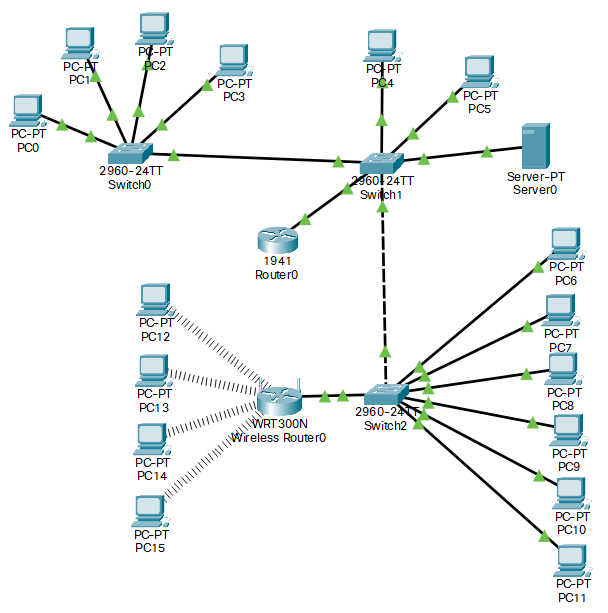 PC-PT
PC1
PC-PT
PC2
PC-PT
PC3
PC-PT
PC0
2960-24TT
Switch0
PC-PT
PC4
PC-PT
PC5
2960-24TT
Switch1
Server-PT
Server0
1941
Router0
PC-PT
PC6
PC-PT
PC7
PC-PT
PC8
PC-PT
PC9
PC-PT
PC10
PC-PT
PC11
PC-PT
PC12
PC-PT
PC13
PC-PT
PC14
PC-PT
PC15
WRT300N
Wireless Router0
2960-24TT
Switch2